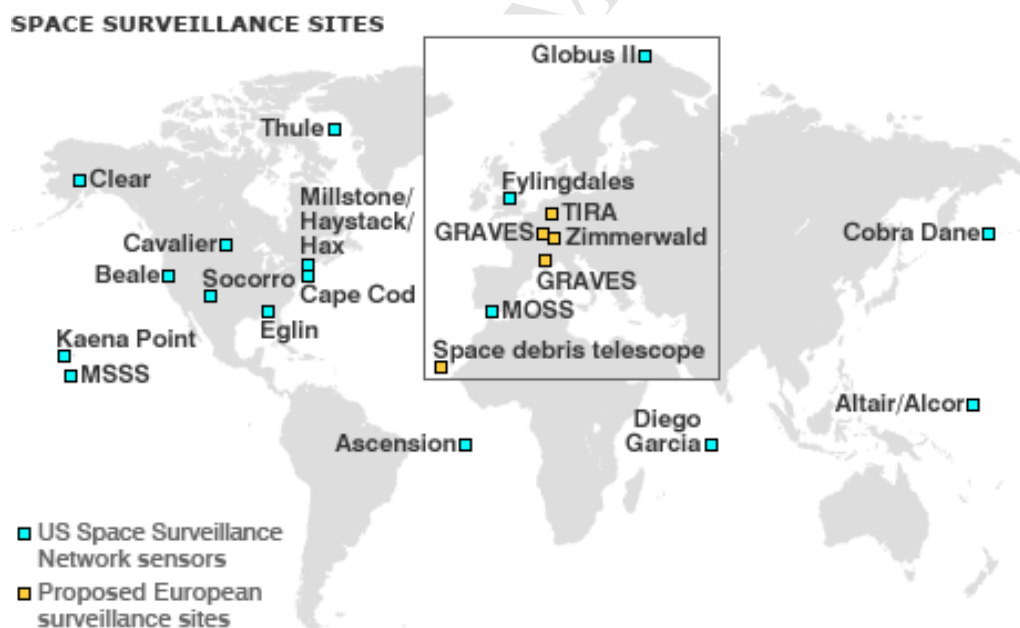 SPACE SURVEILLANCE SITES
Globus II
Thule
Clear
Fylingdales
Millstone/
Haystack/
Hax
TIRA
GRAVES
Zimmerwald
Cobra Dane
Cavalier
Beale
Socorro
GRAVES
Cape Cod
MOSS
Eglin
Kaena Point
Space debris telescope
MSSS
Altair/Alcor
Diego
Garcia
Ascension
US Space Surveillance
Network sensors
Proposed European
surveillance sites